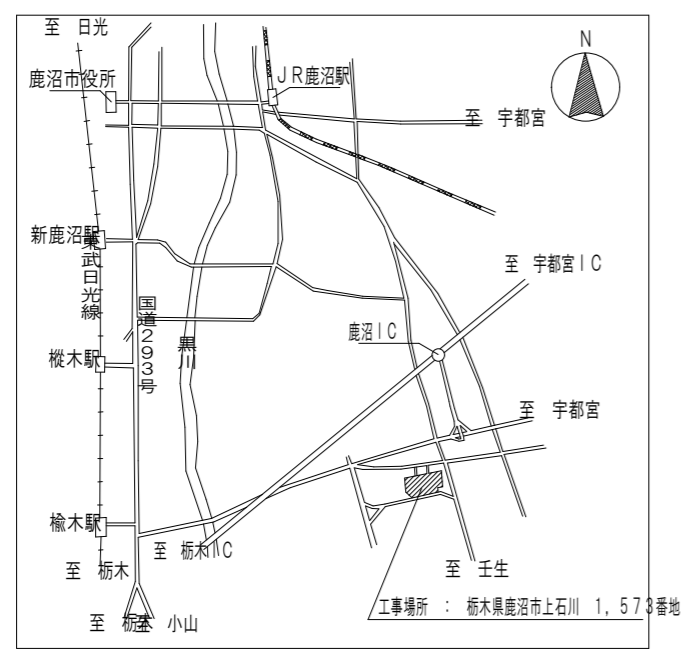 至　日光
N
鹿沼市役所
ＪＲ鹿沼駅
至　宇都宮
新鹿沼駅
東武日光線
至　宇都宮ＩＣ
国道２９３号
鹿沼ＩＣ
黒川
樅木駅
至　宇都宮
楡木駅
至　栃木ＩＣ
至　栃木
至　壬生
工事場所　：　栃木県鹿沼市上石川　１，５７３番地
至　栃木
至　小山